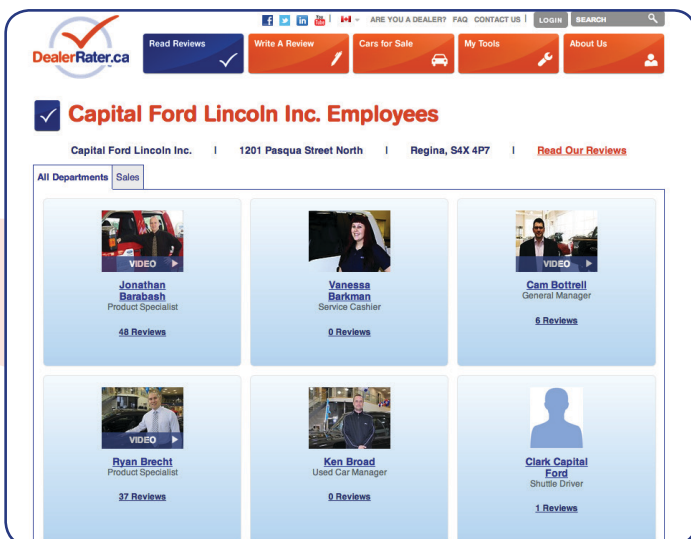 ARE YOU A DEALER? FAQ CONTACT US LOGIN SEARCH
DealerRater.ca
Read Reviews
Write A Review
Cars for Sale
My Tools
About Us
Capital Ford Lincoln Inc. Employees
Capital Ford Lincoln Inc. | 1201 Pasqua Street North | Regina, S4X 4P7 | Read Our Reviews
All Departments Sales
VIDEO
Jonathan
Barabash
Product Specialist
48 Reviews
Vanessa
Barkman
Service Cashier
0 Reviews
VIDEO
Cam Bottrell
General Manager
6 Reviews
VIDEO
Ryan Brecht
Product Specialist
37 Reviews
Ken Broad
Used Car Manager
0 Reviews
Clark Capital
Ford
Shuttle Driver
1 Reviews